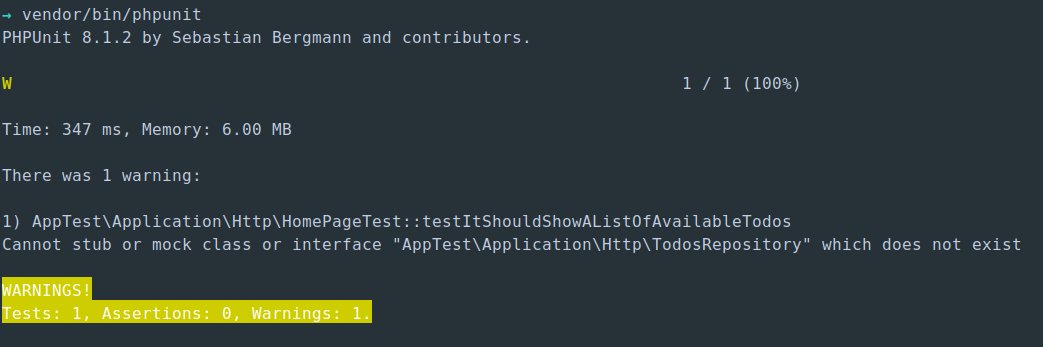 → vendor/bin/phpunit
PHPUnit 8.1.2 by Sebastian Bergmann and contributors.
W 1 / 1 (100%)
Time: 347 ms, Memory: 6.00 MB
There was 1 warning:
1) AppTest\Application\Http\HomePageTest::testItShouldShowAListOfAvailableTodos
Cannot stub or mock class or interface "AppTest\Application\Http\TodosRepository" which does not exist
WARNINGS!
Tests: 1, Assertions: 0, Warnings: 1.